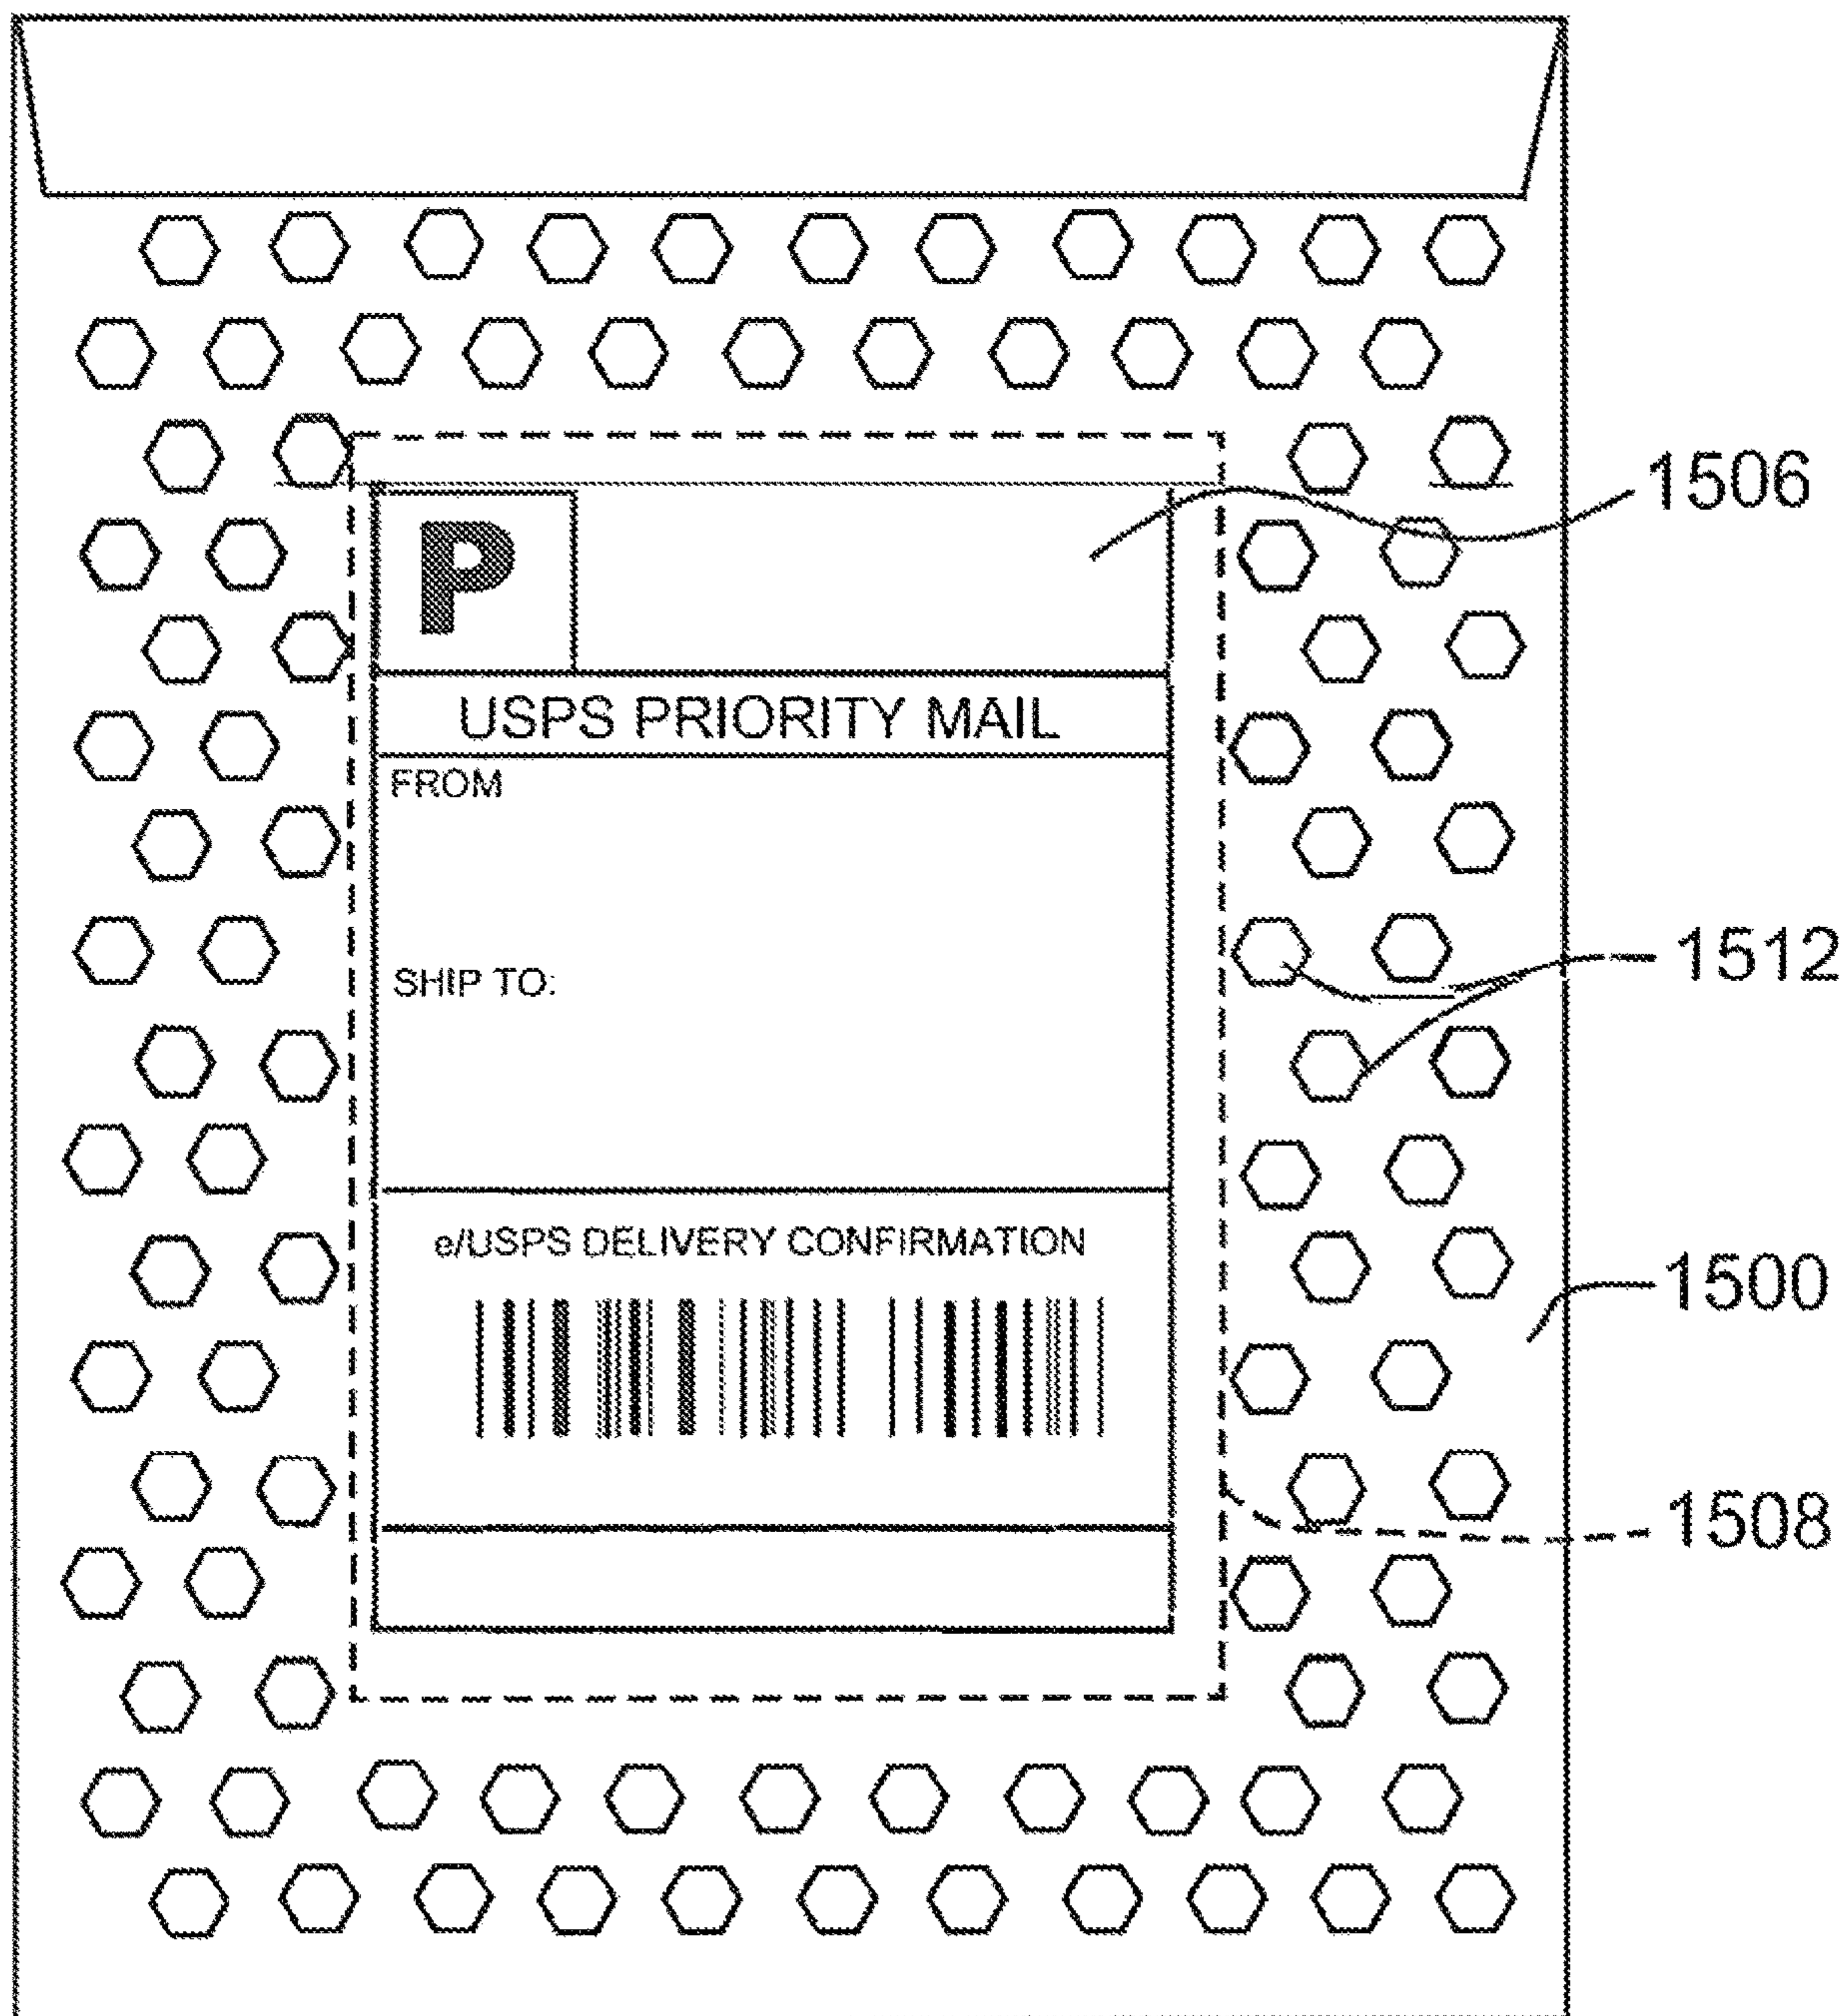 1506
P
USPS PRIORITY MAIL
FROM
SHIP TO:
1512
e/USPS DELIVERY CONFIRMATION
1500
1508